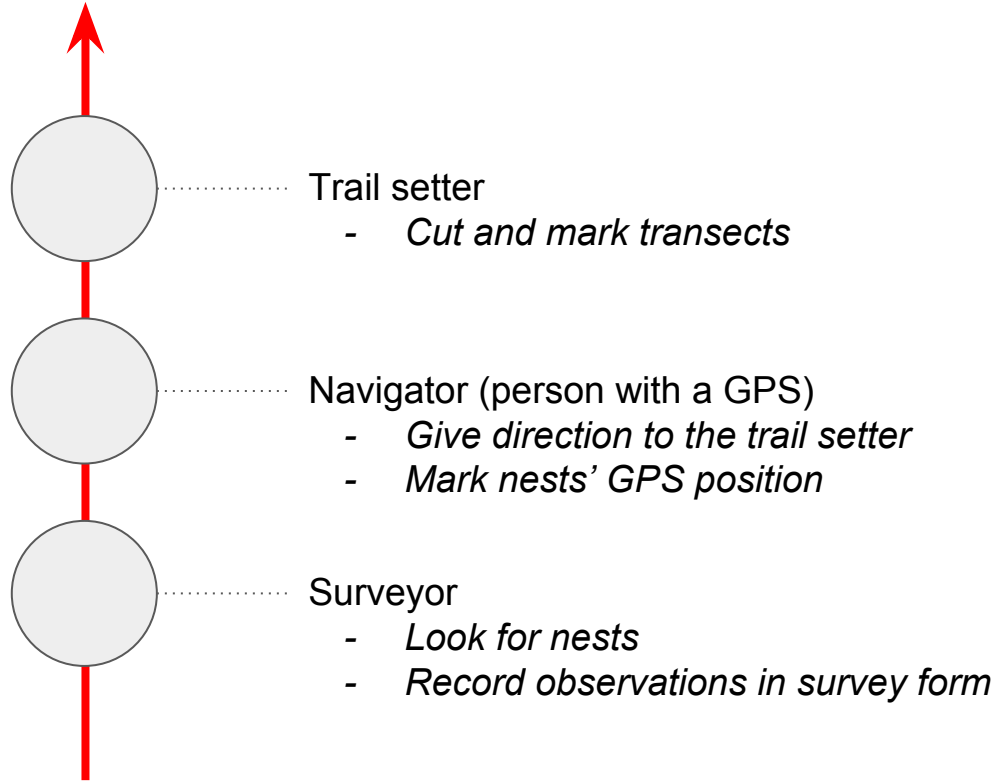 Trail setter
- Cut and mark transects
Navigator (person with a GPS)
- Give direction to the trail setter
- Mark nests’ GPS position
Surveyor
- Look for nests
- Record observations in survey form